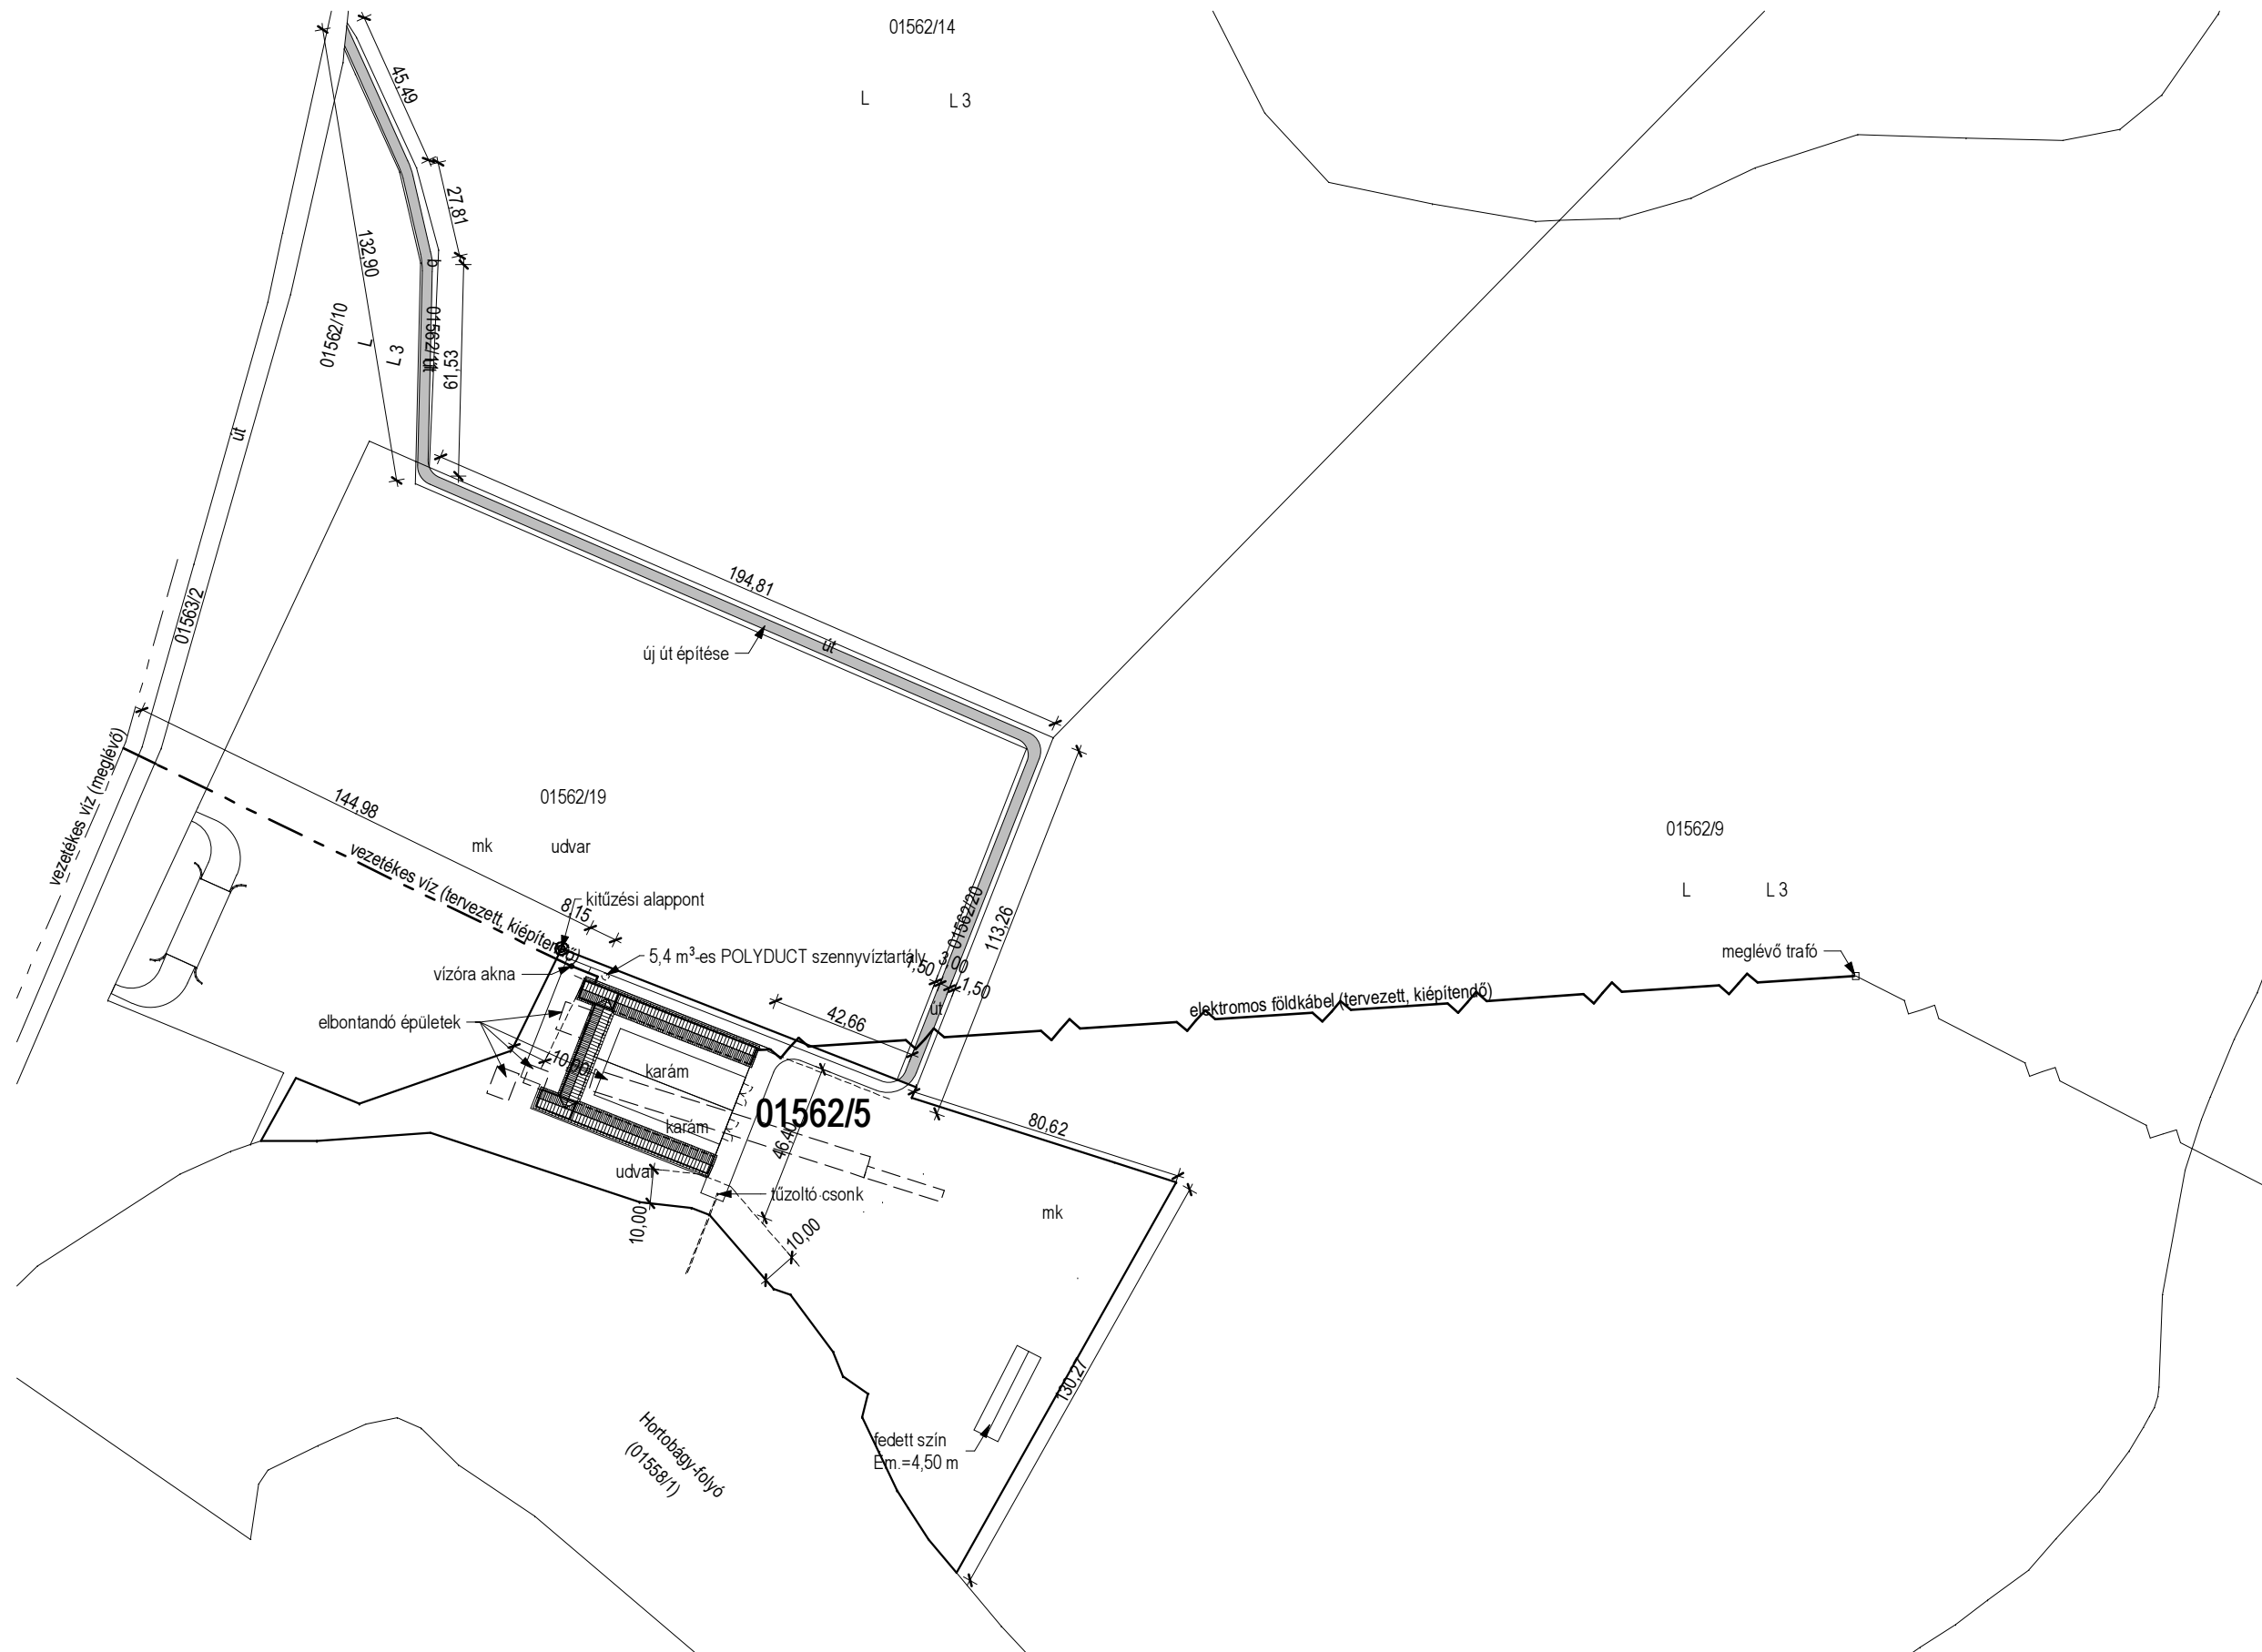 01562/14
L L 3
45,49
27,81
132,90
b
01562/10
L
L 3
61,53
út
194,81
új út építése
út
01563/2
vezetékes víz (meglévő)
144,98
01562/19
mk udvar
vezetékes víz (tervezett, kiépítendő)
8,15
kitűzési alappont
5,4 m³-es POLYDUCT szennyvíztartály
vízóra akna
01562/20
113,26
1,50
3,00
1,50
út
01562/9
L L 3
meglévő trafó
elektromos földkábel (tervezett, kiépítendő)
elbontandó épületek
42,66
karám
01562/5
karám
46,40
80,62
udvar
tűzoltó csonk
mk
10,00
10,00
130,27
fedett szín
Em.=4,50 m
Hortobágy-folyó
(01558/1)